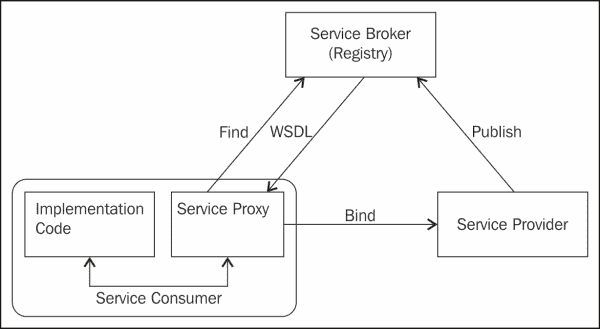 Service Broker
(Registry)
Find
WSDL
Publish
Implementation
Code
Service Proxy
Bind
Service Provider
Service Consumer